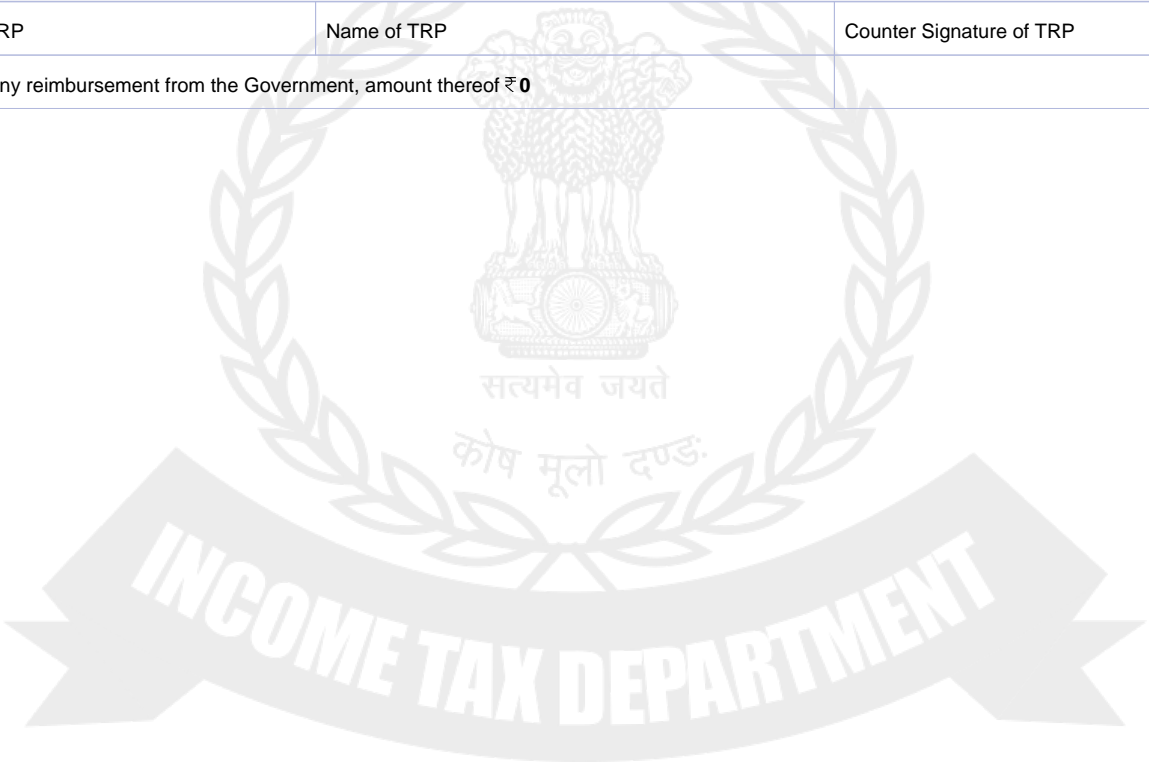 RP Name of TRP Counter Signature of TRP
ny reimbursement from the Government, amount thereof ₹ 0
सत्यमेव जयते
कोष मूलो दण्डः
INCOME TAX DEPARTMENT